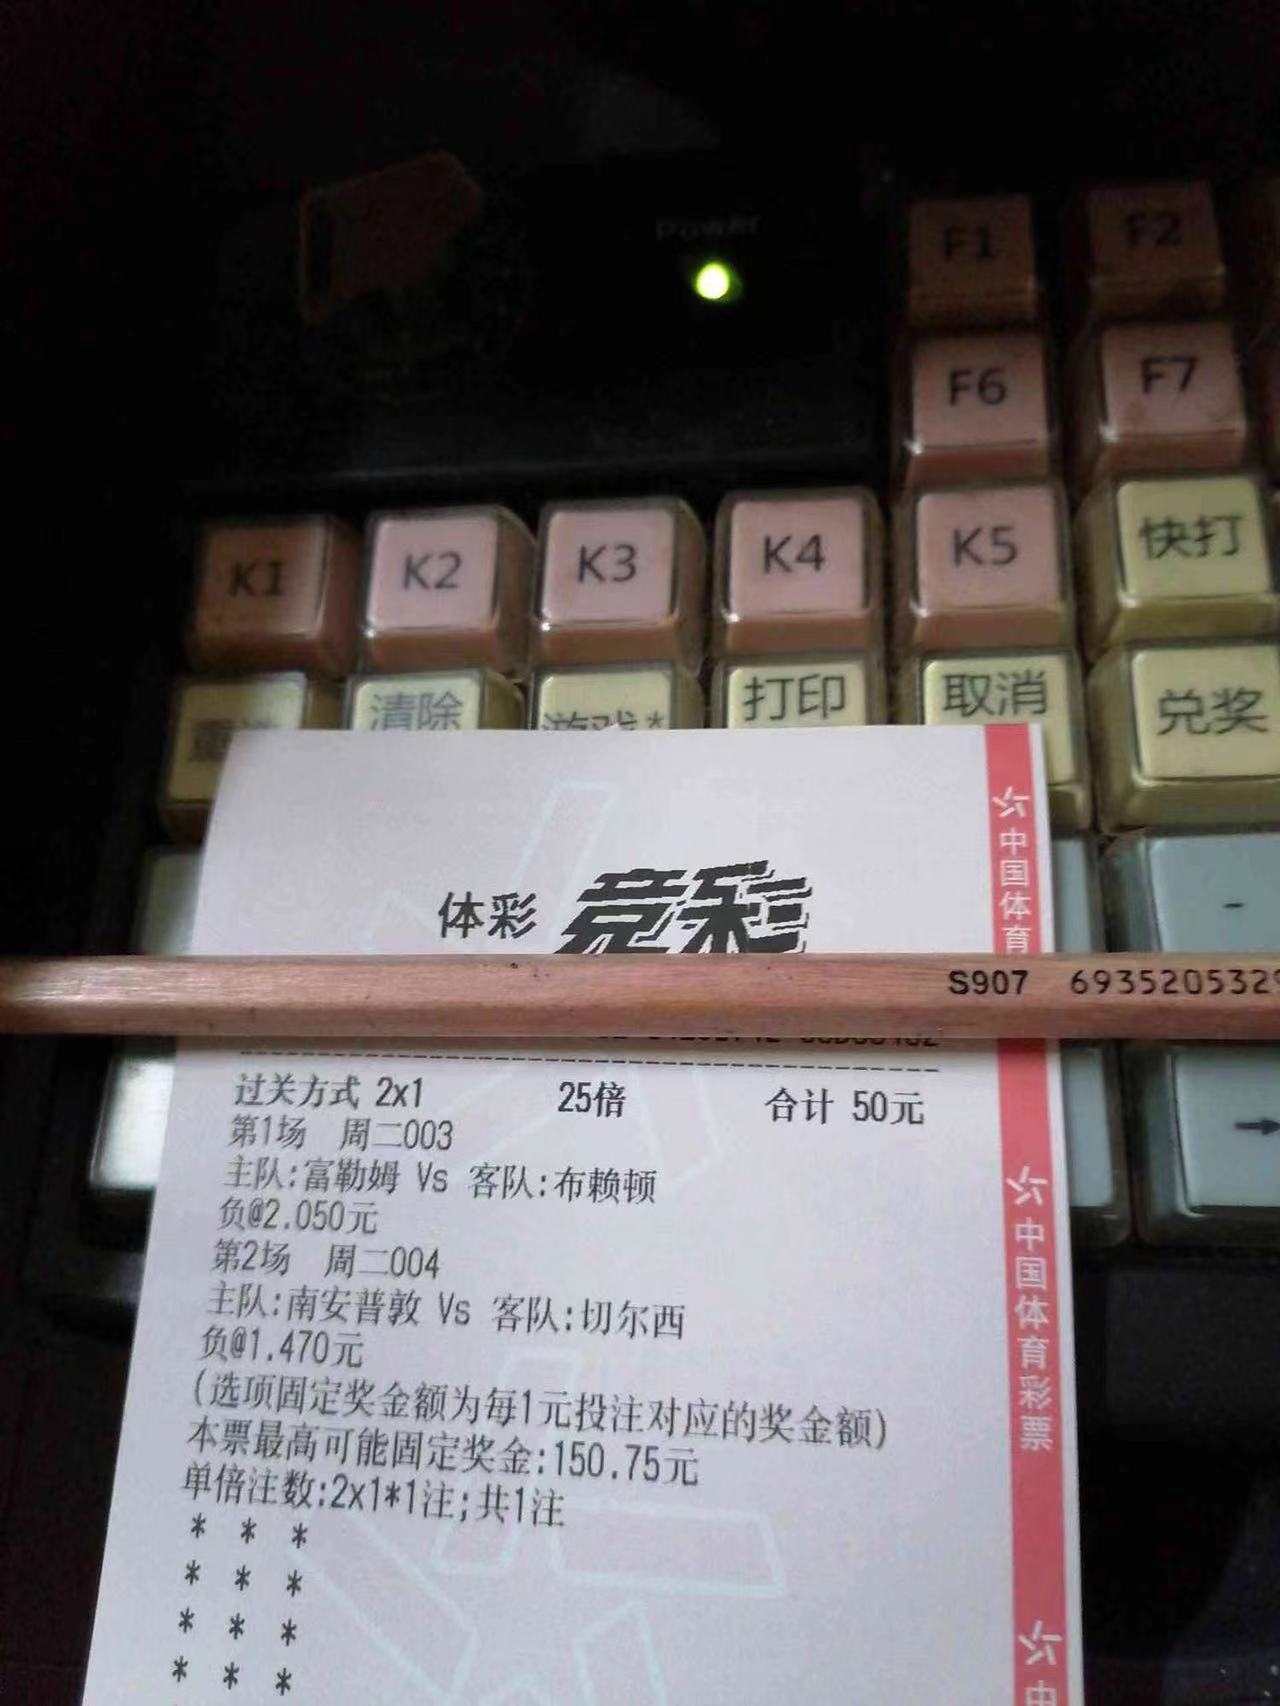 Power
F1 F2
F6 F7
K1 K2 K3 K4 K5 快打
清除 游戏* 打印 取消 兑奖
-
→
体彩 竞彩
S907 693520532
过关方式 2x1 25倍 合计 50元
第1场 周二003
主队:富勒姆 Vs 客队:布赖顿
负@2.050元
第2场 周二004
主队:南安普敦 Vs 客队:切尔西
负@1.470元
(选项固定奖金额为每1元投注对应的奖金额)
本票最高可能固定奖金:150.75元
单倍注数:2x1*1注;共1注
* * *
* * *
* * *
* * *
中国体育
中国体育彩票
中